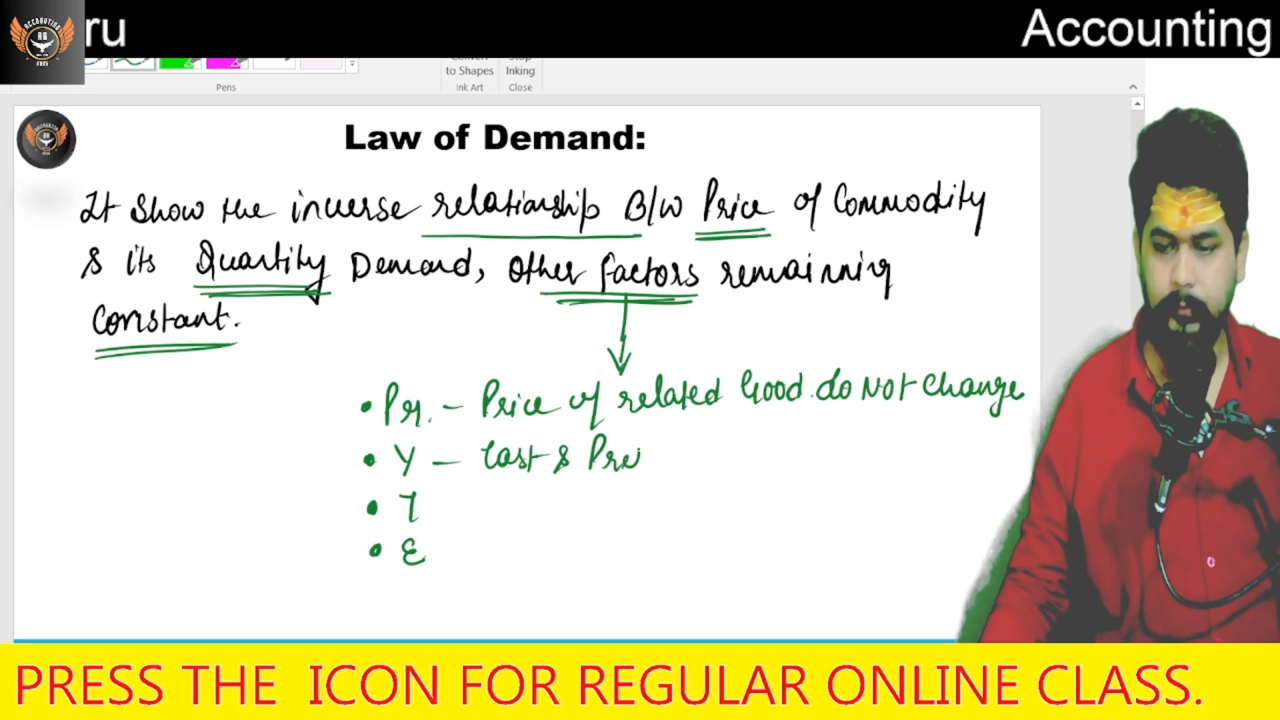 ru
Accounting
to Shapes
Inking
Pens
Ink Art
Close
Law of Demand:
It show the inverse relationship B/W Price of Commodity
& its Quantity Demand, other factors remaining
constant.
• Pr. - Price of related Good do Not change
• Y -
• T
• E
PRESS THE ICON FOR REGULAR ONLINE CLASS.